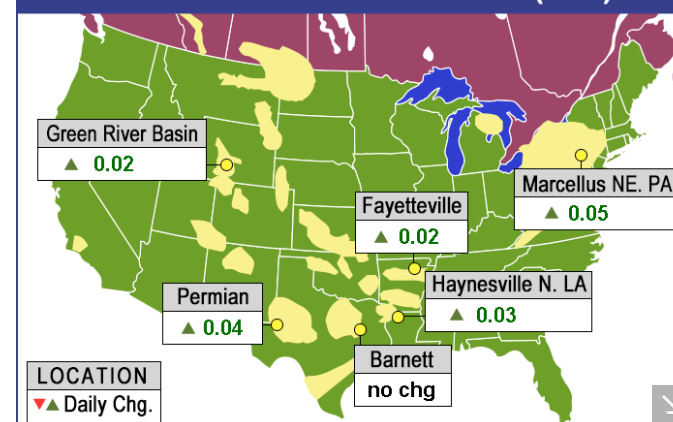 Green River Basin
▲ 0.02
Marcellus NE. PA
▲ 0.05
Fayetteville
▲ 0.02
Haynesville N. LA
▲ 0.03
Permian
▲ 0.04
Barnett
no chg
LOCATION
▼▲ Daily Chg.